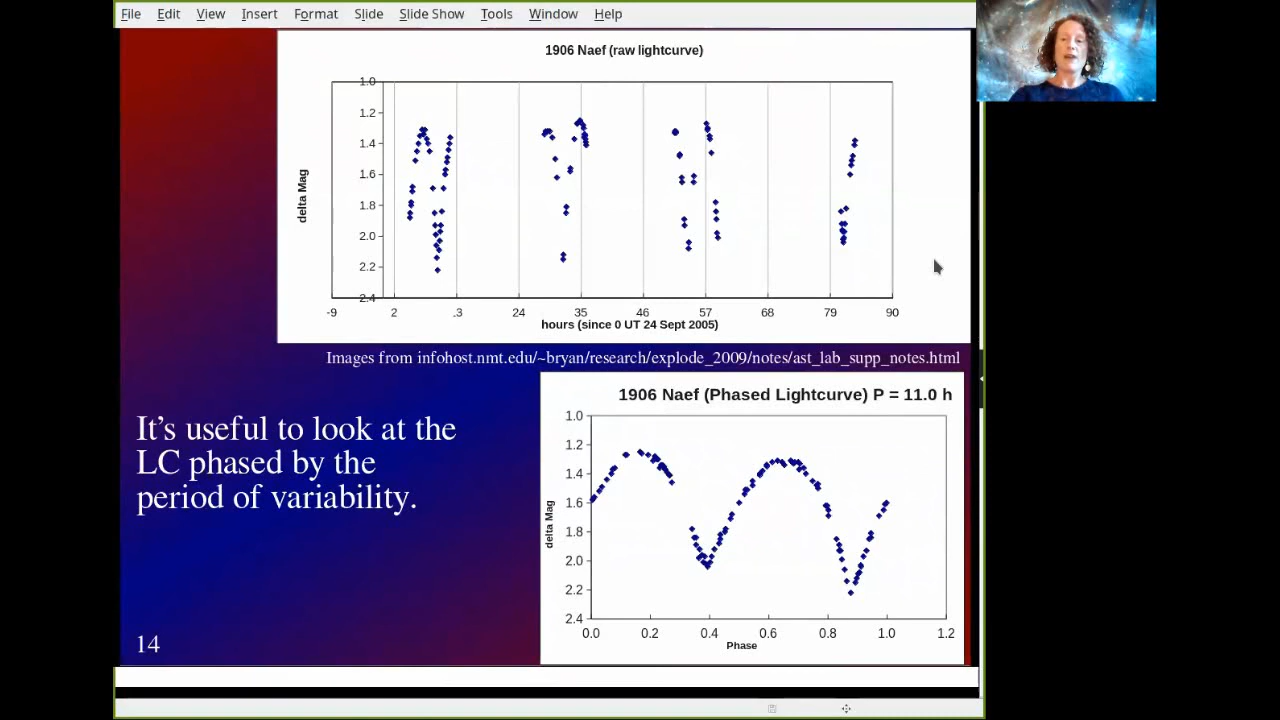 File Edit View Insert Format Slide Slide Show Tools Window Help
1906 Naef (raw lightcurve)
1.0
1.2
1.4
1.6
1.8
2.0
2.2
2.4
delta Mag
-9 2 .3 24 35 46 57 68 79 90
hours (since 0 UT 24 Sept 2005)
Images from infohost.nmt.edu/~bryan/research/explode_2009/notes/ast_lab_supp_notes.html
1906 Naef (Phased Lightcurve) P = 11.0 h
1.0
1.2
1.4
1.6
1.8
2.0
2.2
2.4
delta Mag
0.0 0.2 0.4 0.6 0.8 1.0 1.2
Phase
It's useful to look at the
LC phased by the
period of variability.
14